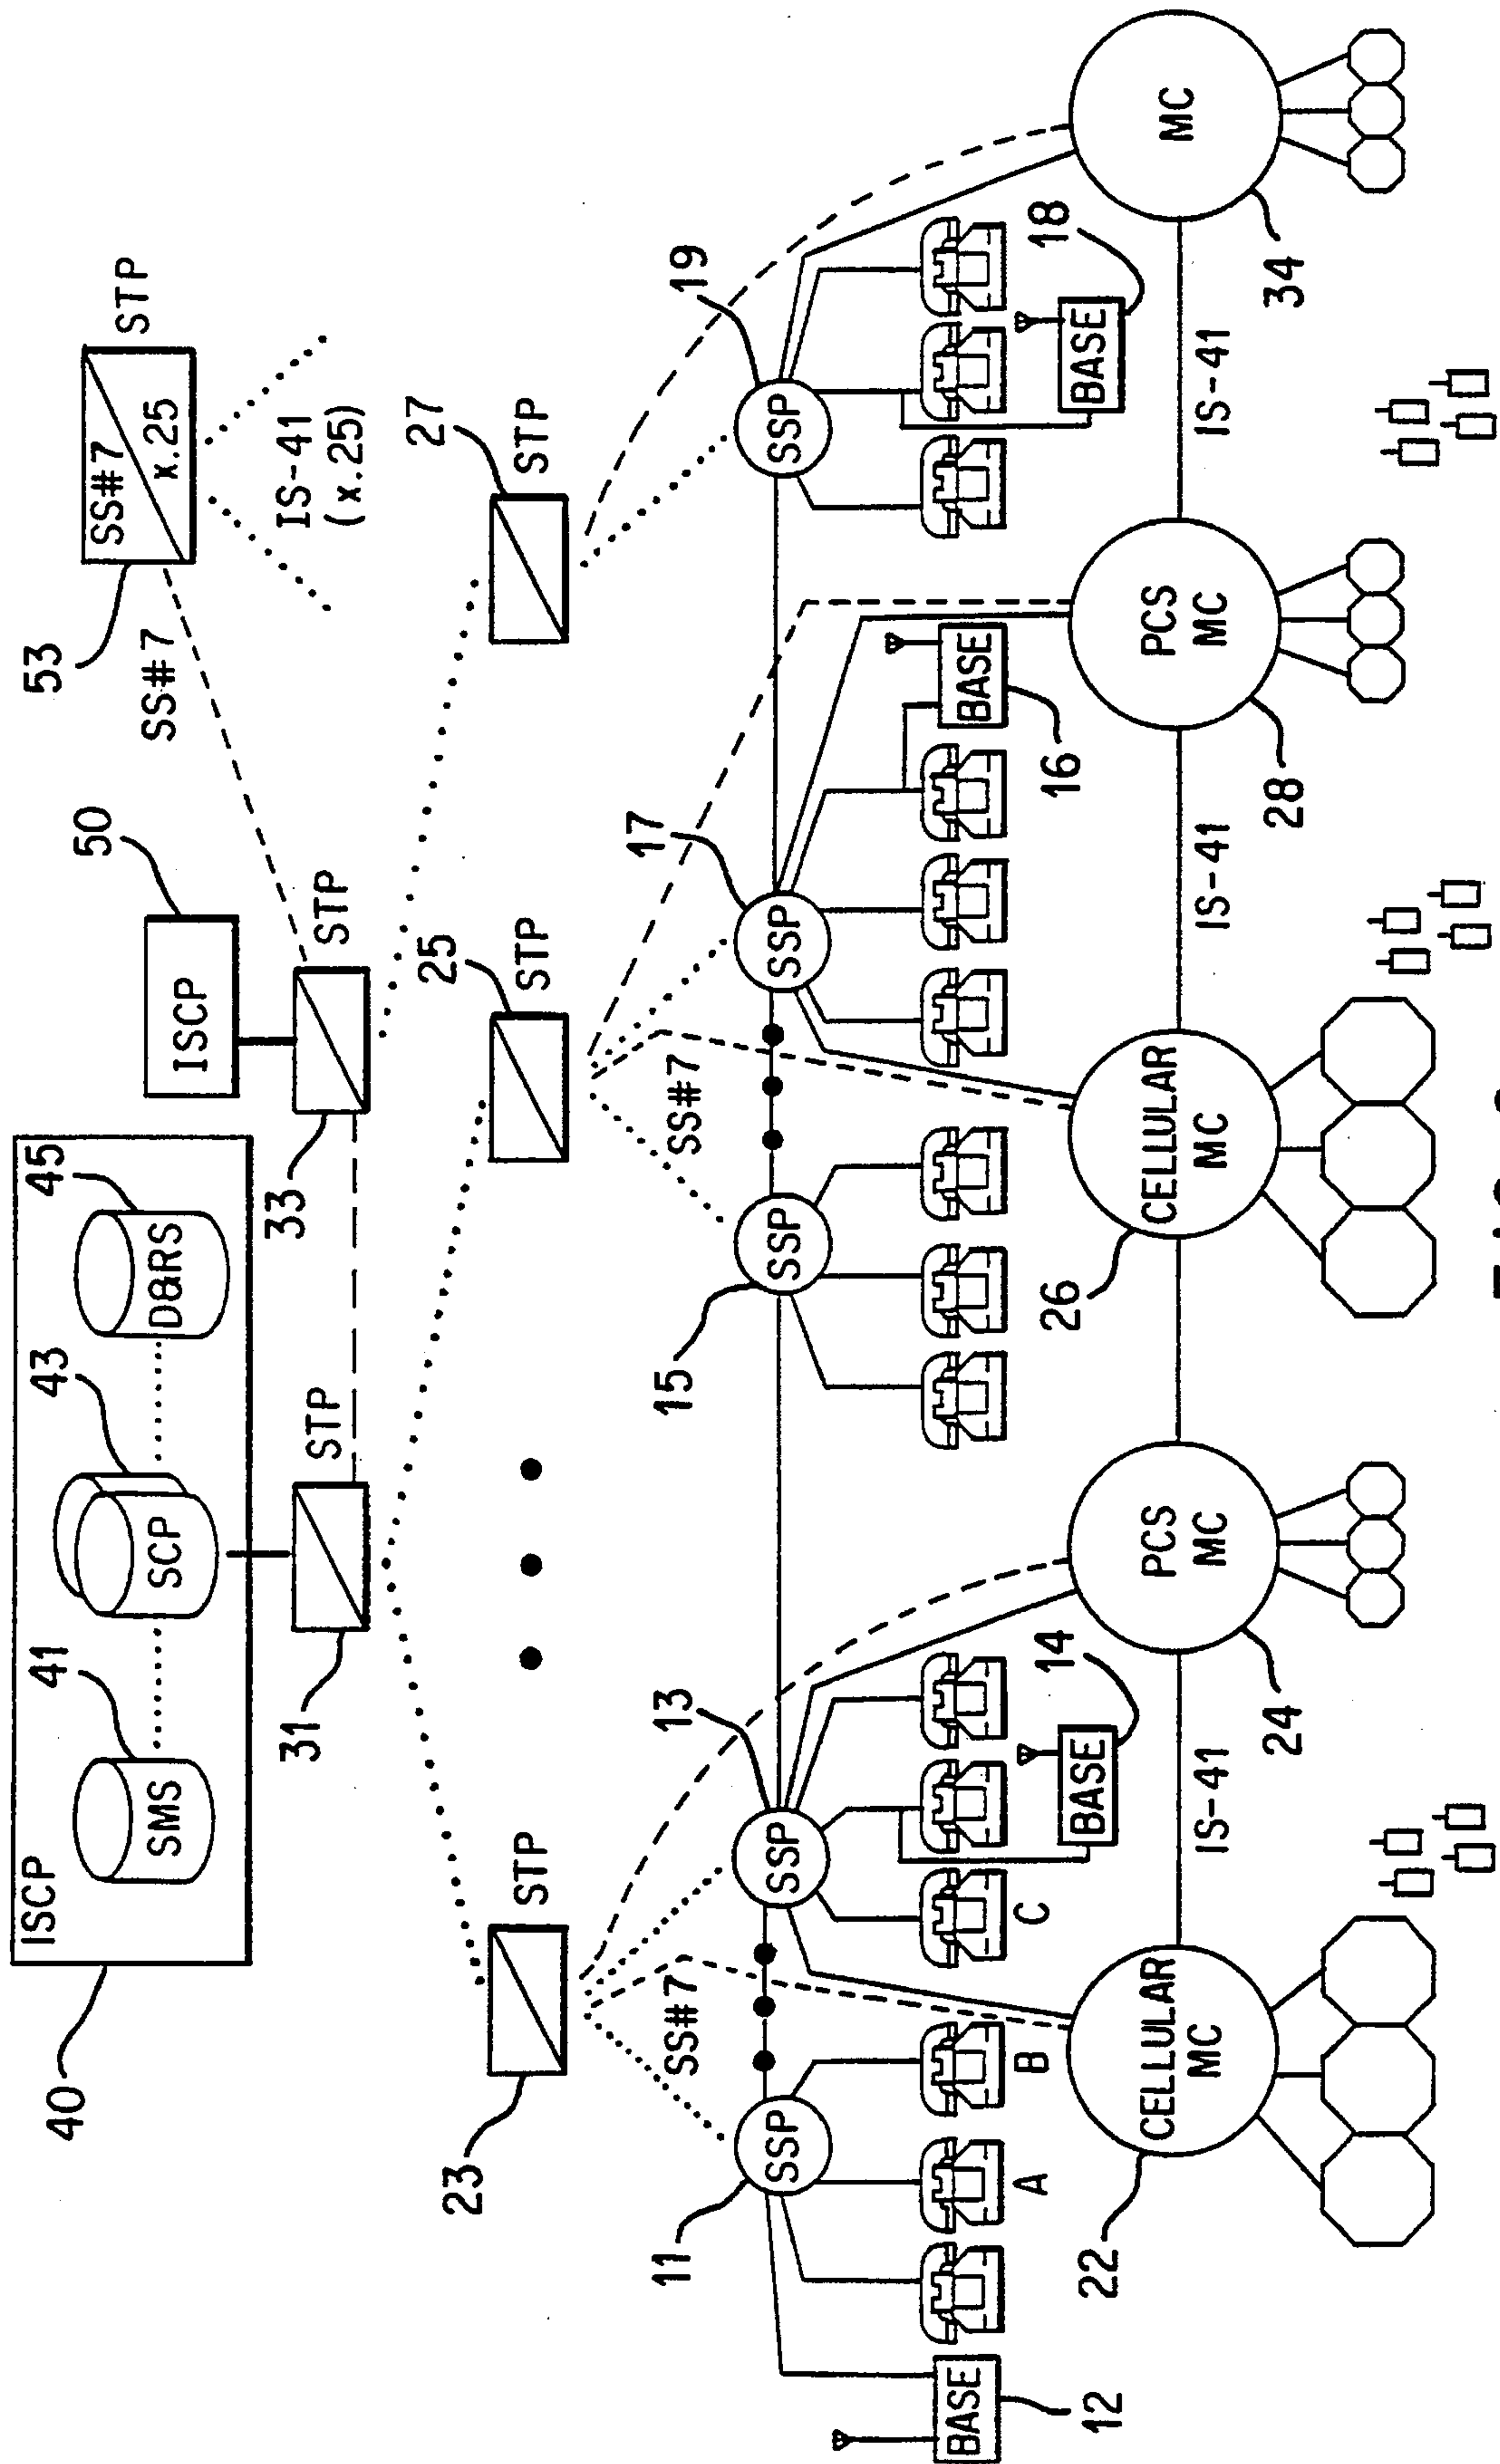 ISCP
40
SMS
41
SCP
43
D&RS
45
ISCP
50
53
SS#7
x.25
STP
SS#7
IS-41
(x.25)
31
STP
33
STP
23
STP
25
STP
27
STP
SS#7
SS#7
11
SSP
13
SSP
15
SSP
17
SSP
19
SSP
BASE
12
A
B
C
BASE
14
BASE
16
BASE
18
CELLULAR
MC
22
IS-41
PCS
MC
24
CELLULAR
MC
26
IS-41
PCS
MC
28
IS-41
MC
34